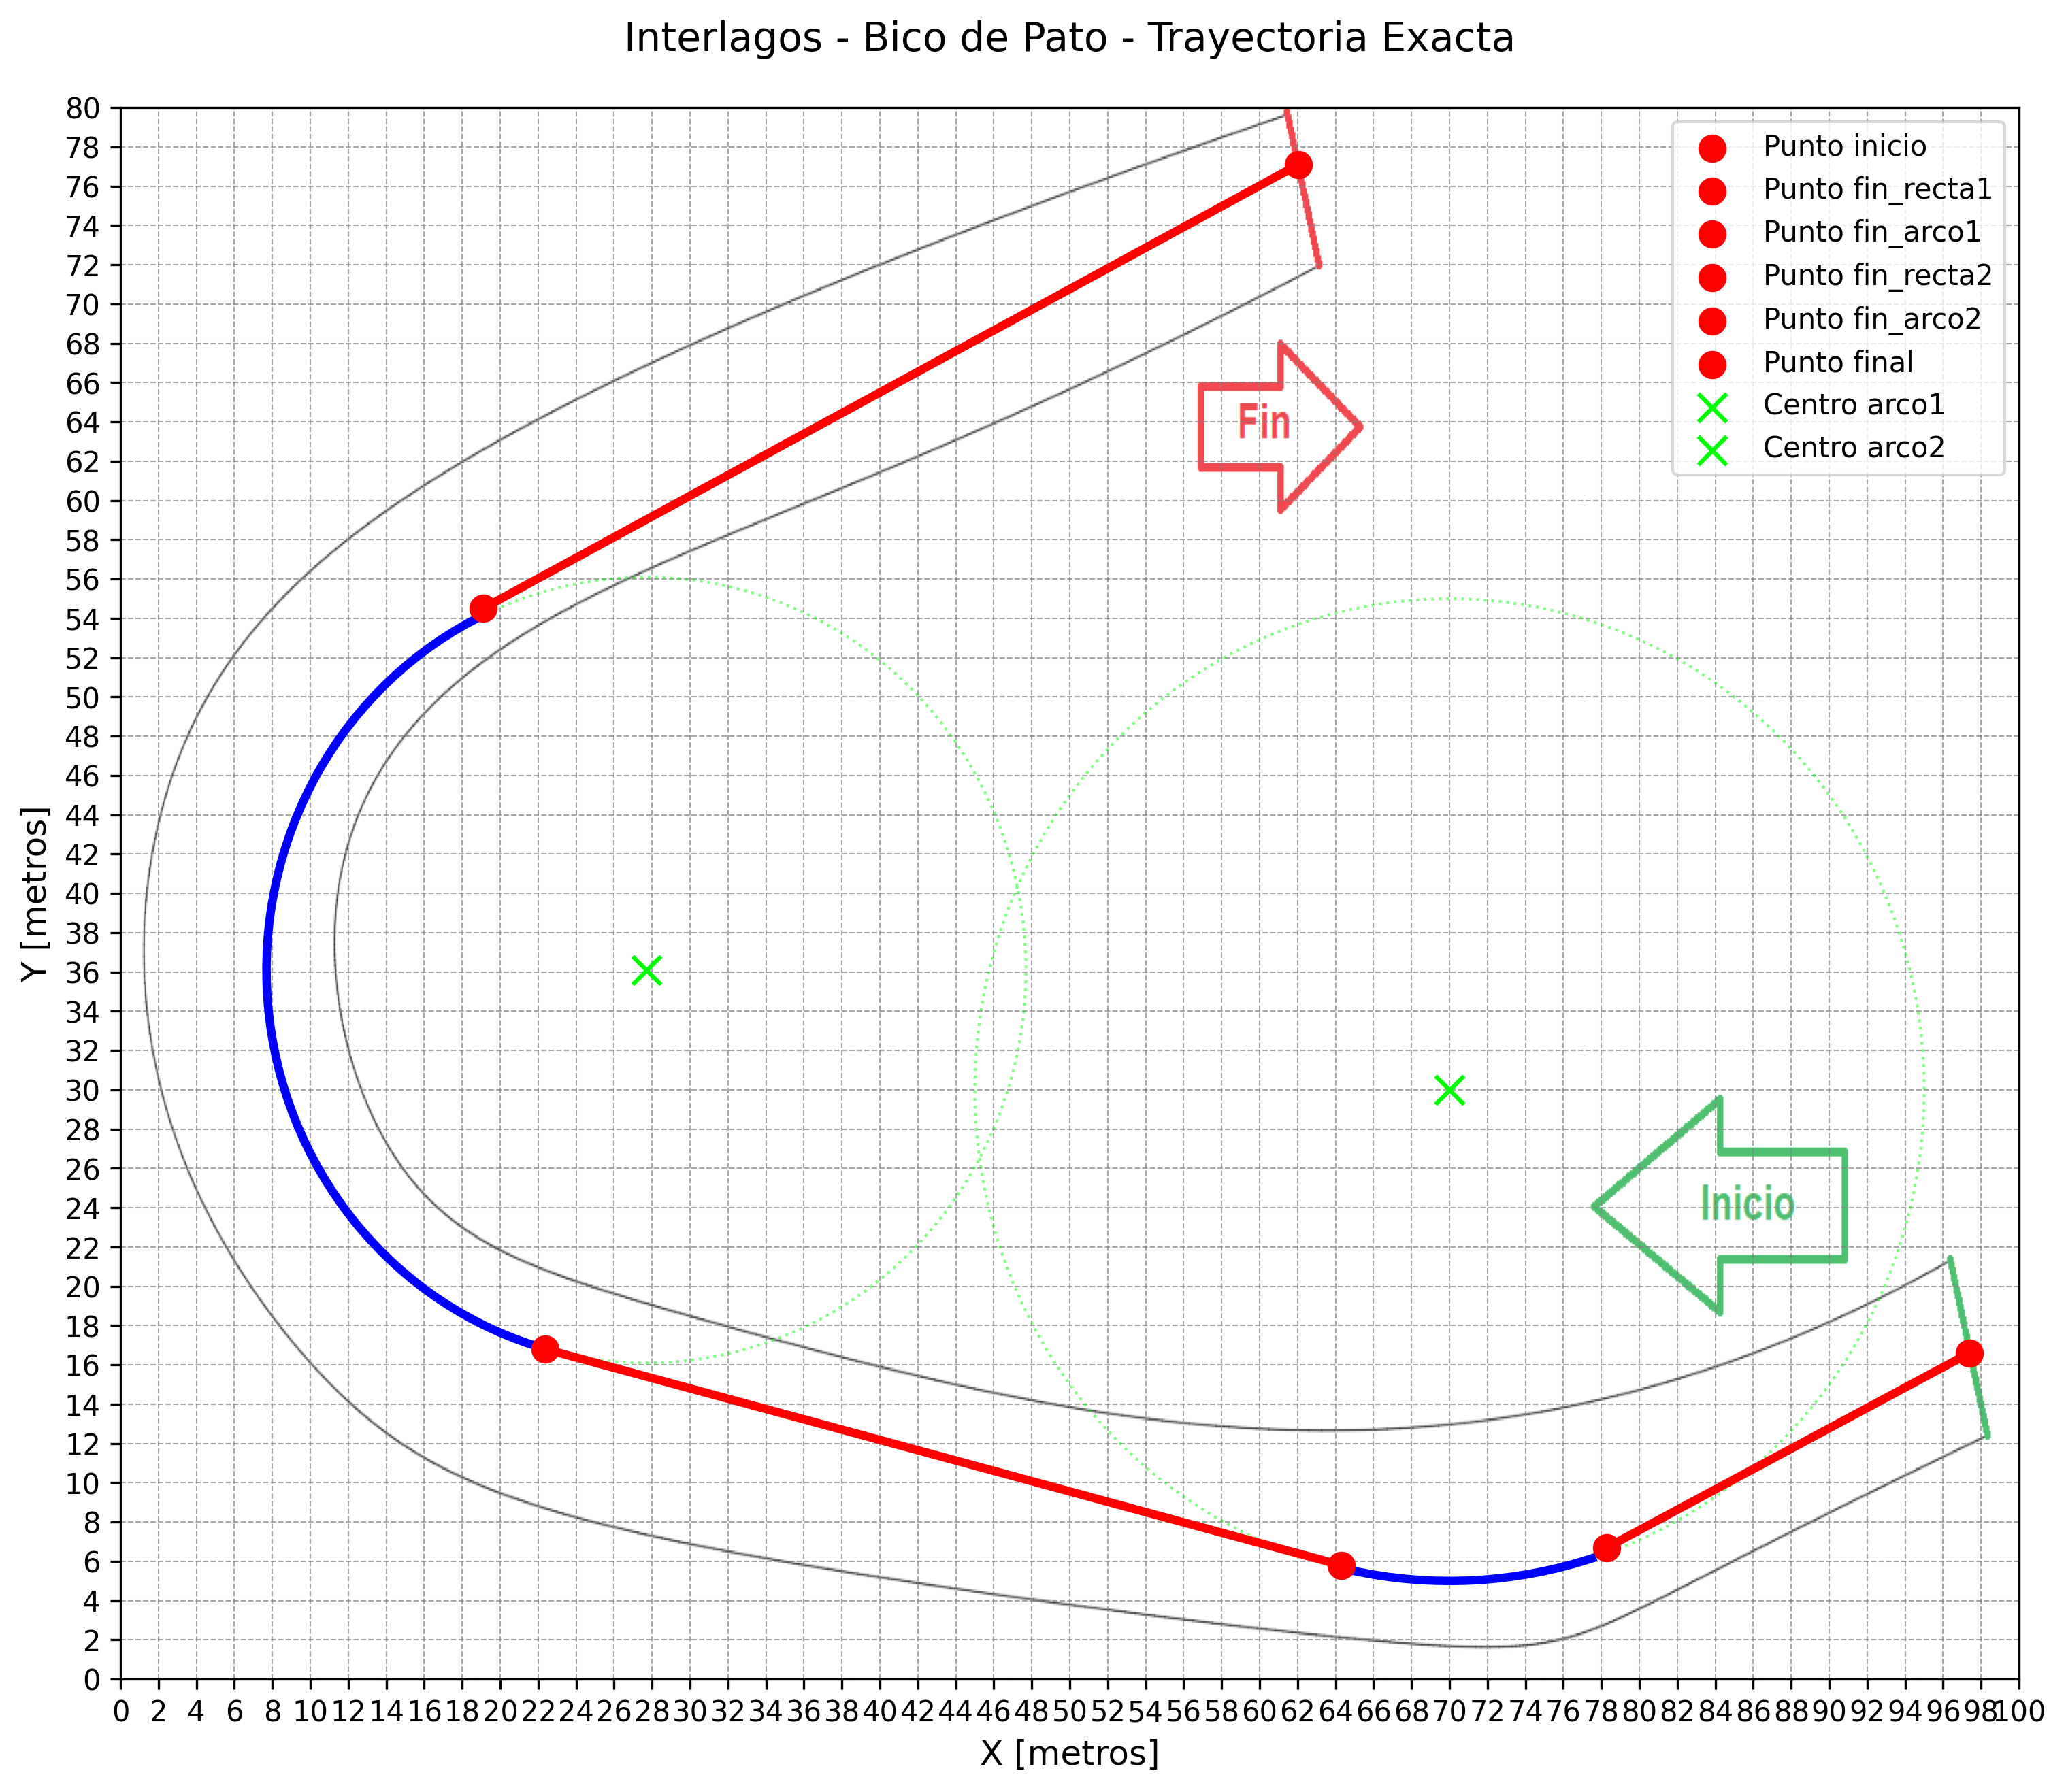 Interlagos - Bico de Pato - Trayectoria Exacta
80
78
76
74
72
70
68
66
64
62
60
58
56
54
52
50
48
46
44
42
40
38
36
34
32
30
28
26
24
22
20
18
16
14
12
10
8
6
4
2
0
Y [metros]
Punto inicio
Punto fin_recta1
Punto fin_arco1
Punto fin_recta2
Punto fin_arco2
Punto final
Centro arco1
Centro arco2
Fin
Inicio
0 2 4 6 8 10 12 14 16 18 20 22 24 26 28 30 32 34 36 38 40 42 44 46 48 50 52 54 56 58 60 62 64 66 68 70 72 74 76 78 80 82 84 86 88 90 92 94 96 98 100
X [metros]